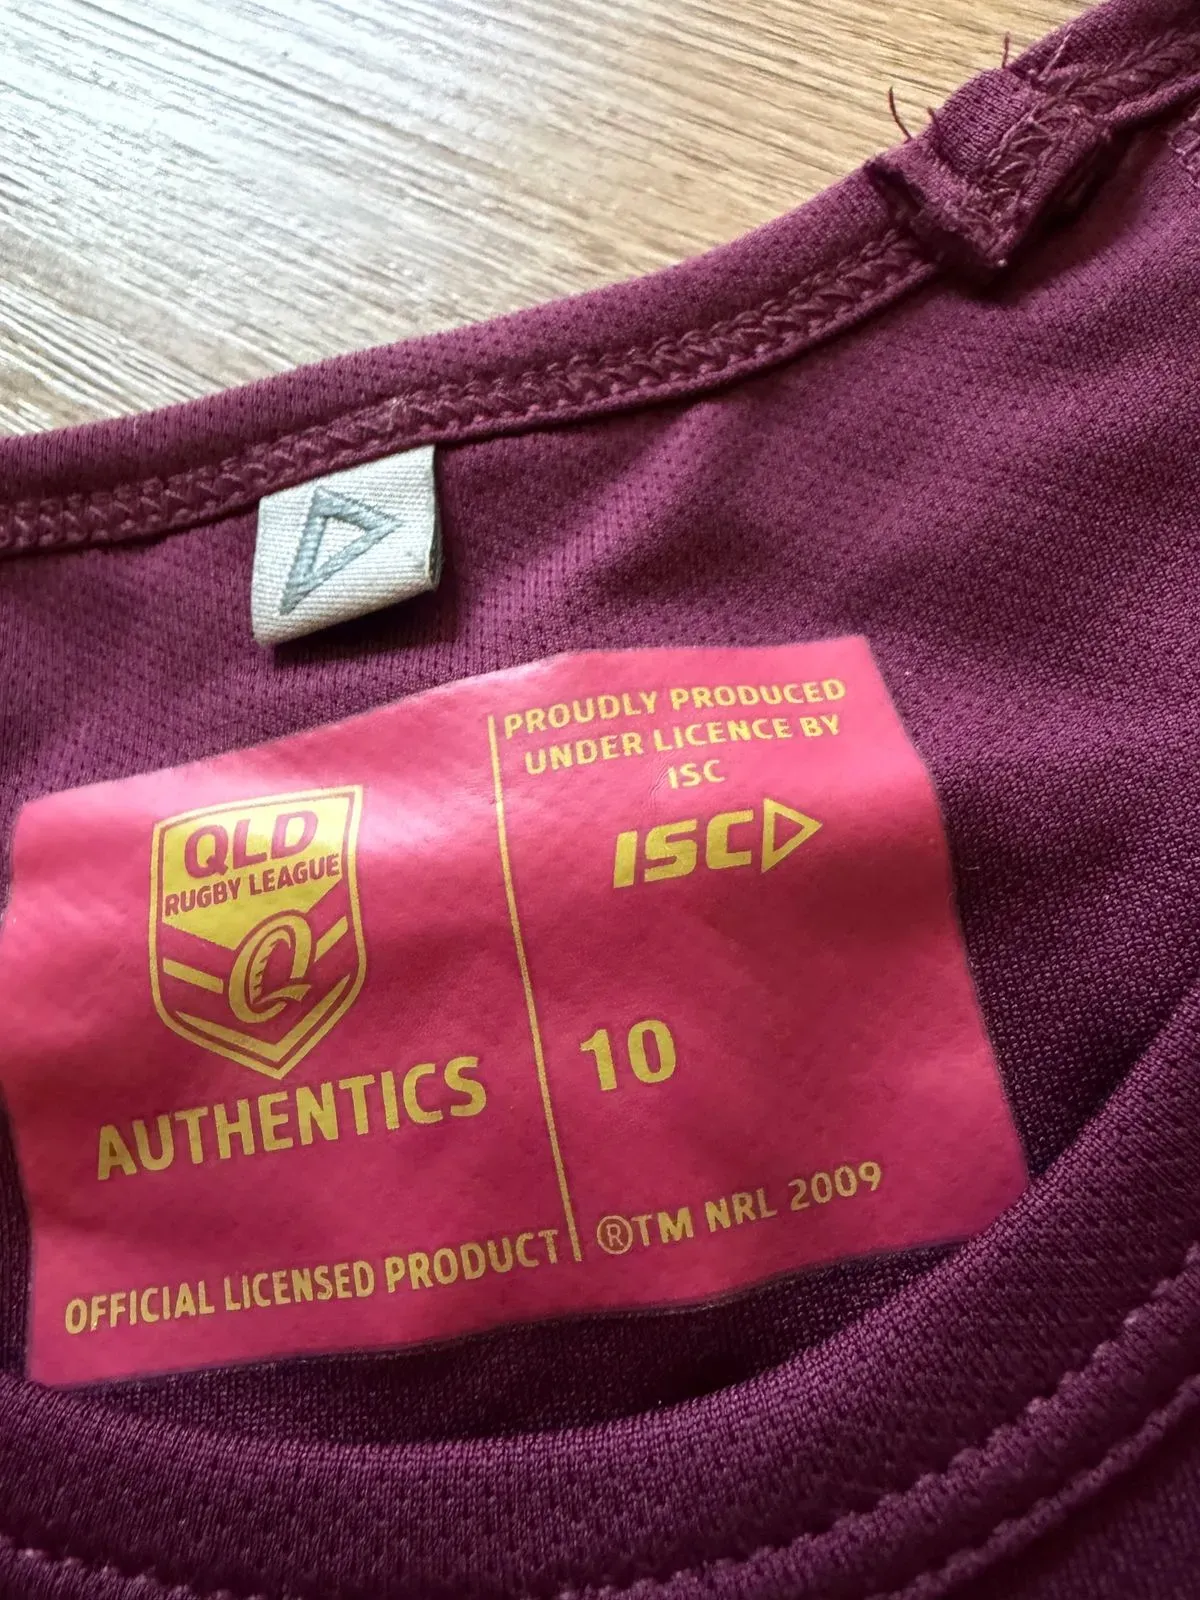 QLD
RUGBY LEAGUE
Q
AUTHENTICS
OFFICIAL LICENSED PRODUCT
PROUDLY PRODUCED
UNDER LICENCE BY
ISC
ISC
10
®TM NRL 2009